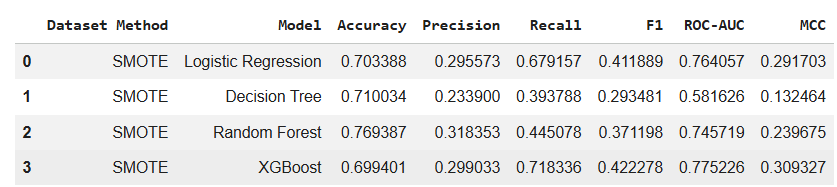 Dataset Method Model Accuracy Precision Recall F1 ROC-AUC MCC
0 SMOTE Logistic Regression 0.703388 0.295573 0.679157 0.411889 0.764057 0.291703
1 SMOTE Decision Tree 0.710034 0.233900 0.393788 0.293481 0.581626 0.132464
2 SMOTE Random Forest 0.769387 0.318353 0.445078 0.371198 0.745719 0.239675
3 SMOTE XGBoost 0.699401 0.299033 0.718336 0.422278 0.775226 0.309327